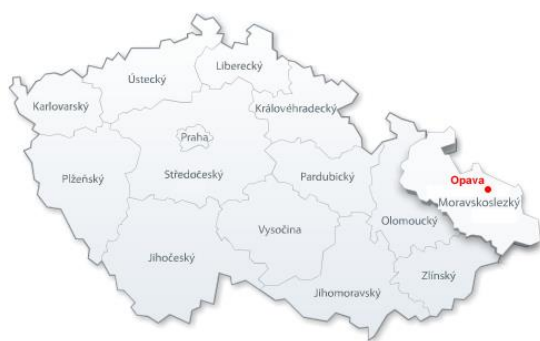 Liberecký
Ústecký
Karlovarský
Královéhradecký
Praha
Plzeňský
Středočeský
Pardubický
Opava
Moravskoslezký
Olomoucký
Vysočina
Jihočeský
Zlínský
Jihomoravský